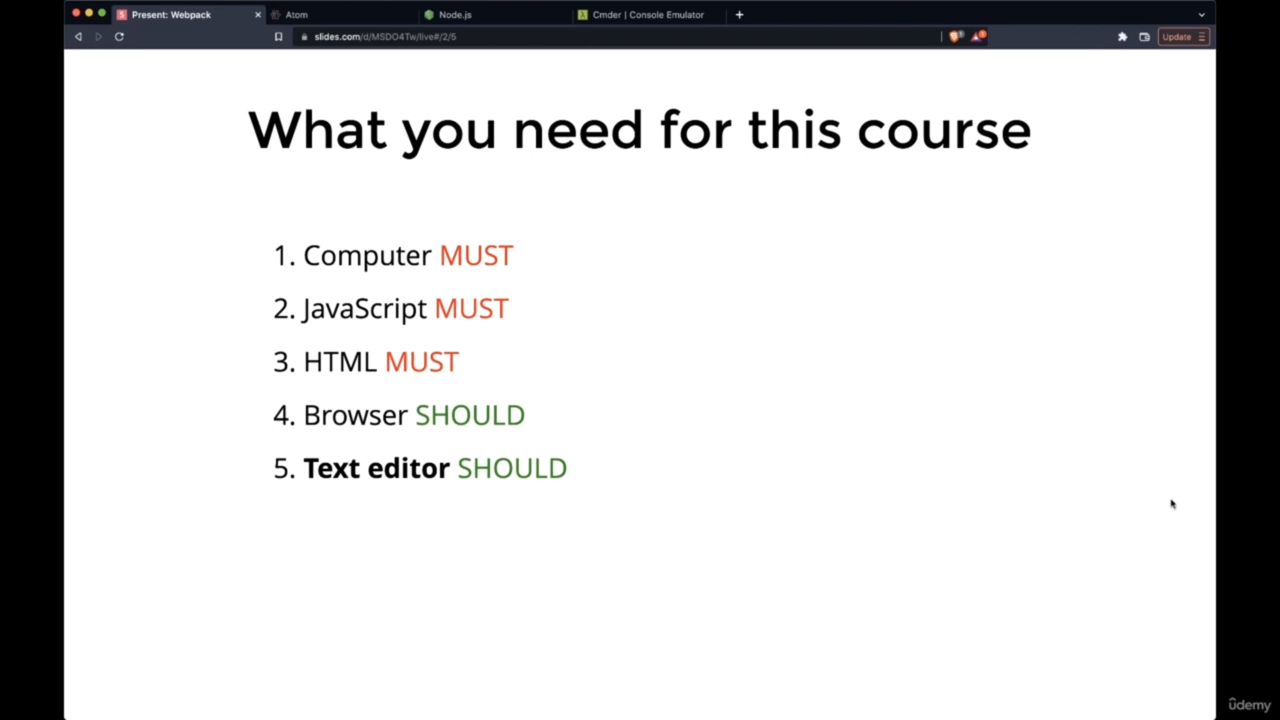 Present: Webpack
Atom
Node.js
Cmder | Console Emulator
slides.com/d/MSDO4Tw/live#/2/5
Update
What you need for this course
1. Computer MUST
2. JavaScript MUST
3. HTML MUST
4. Browser SHOULD
5. Text editor SHOULD
ûdemy